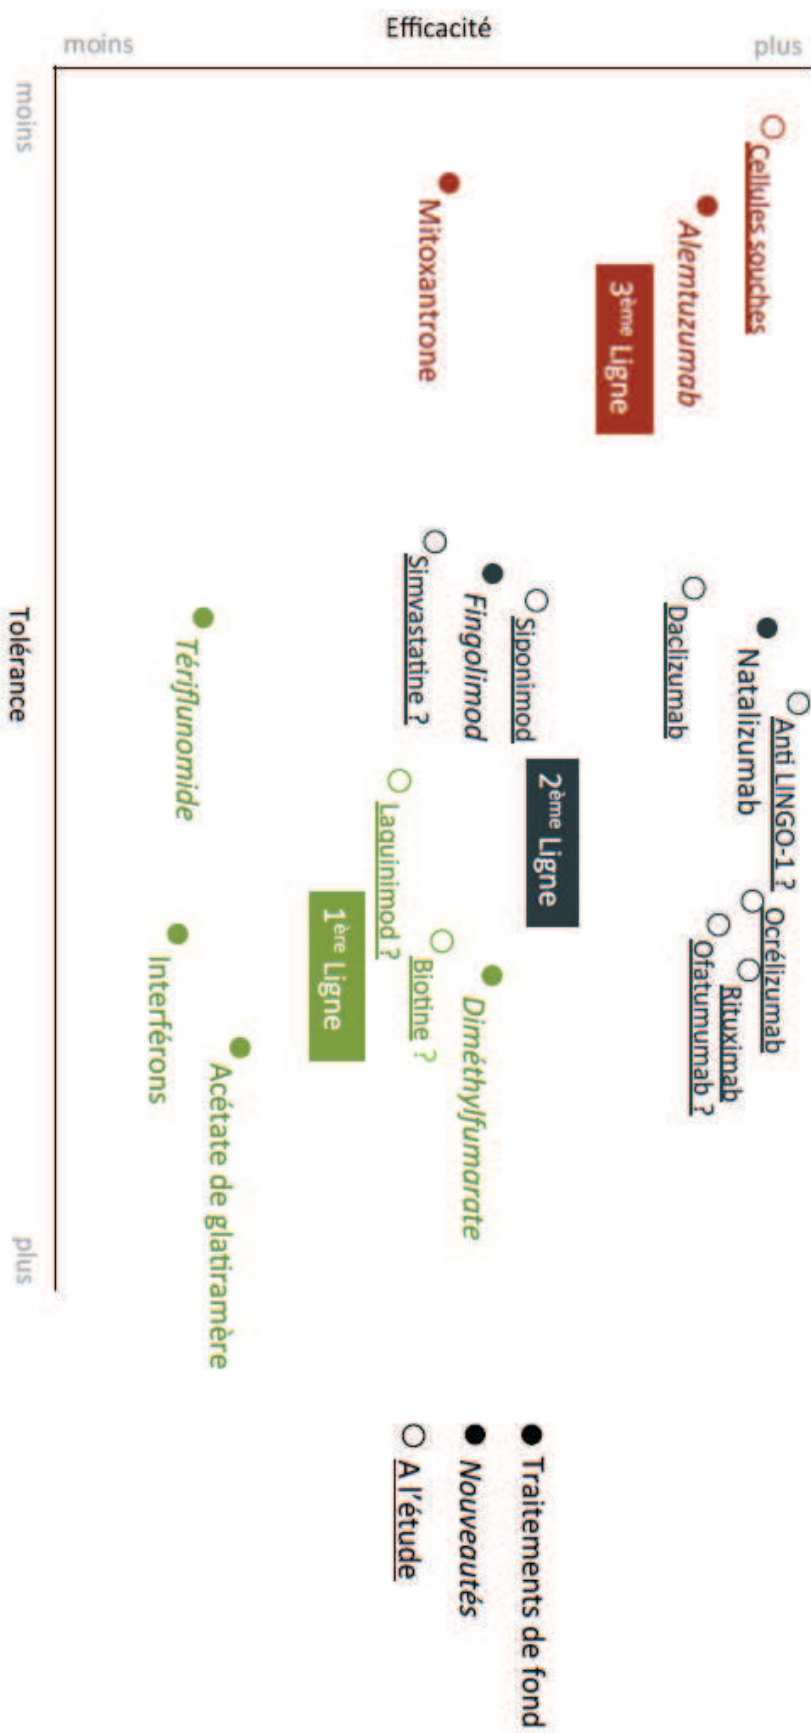 Efficacité
moins
plus
moins
Tolérance
plus
Cellules souches
Alemtuzumab
3ème Ligne
Mitoxantrone
Anti LINGO-1 ?
Natalizumab
Daclizumab
Ocrélizumab
Rituximab
Ofatumumab ?
Siponimod
Fingolimod
Simvastatine ?
2ème Ligne
Laquinimod ?
Biotine ?
Diméthylfumarate
1ère Ligne
Tériflunomide
Interférons
Acétate de glatiramère
Traitements de fond
Nouveautés
A l'étude